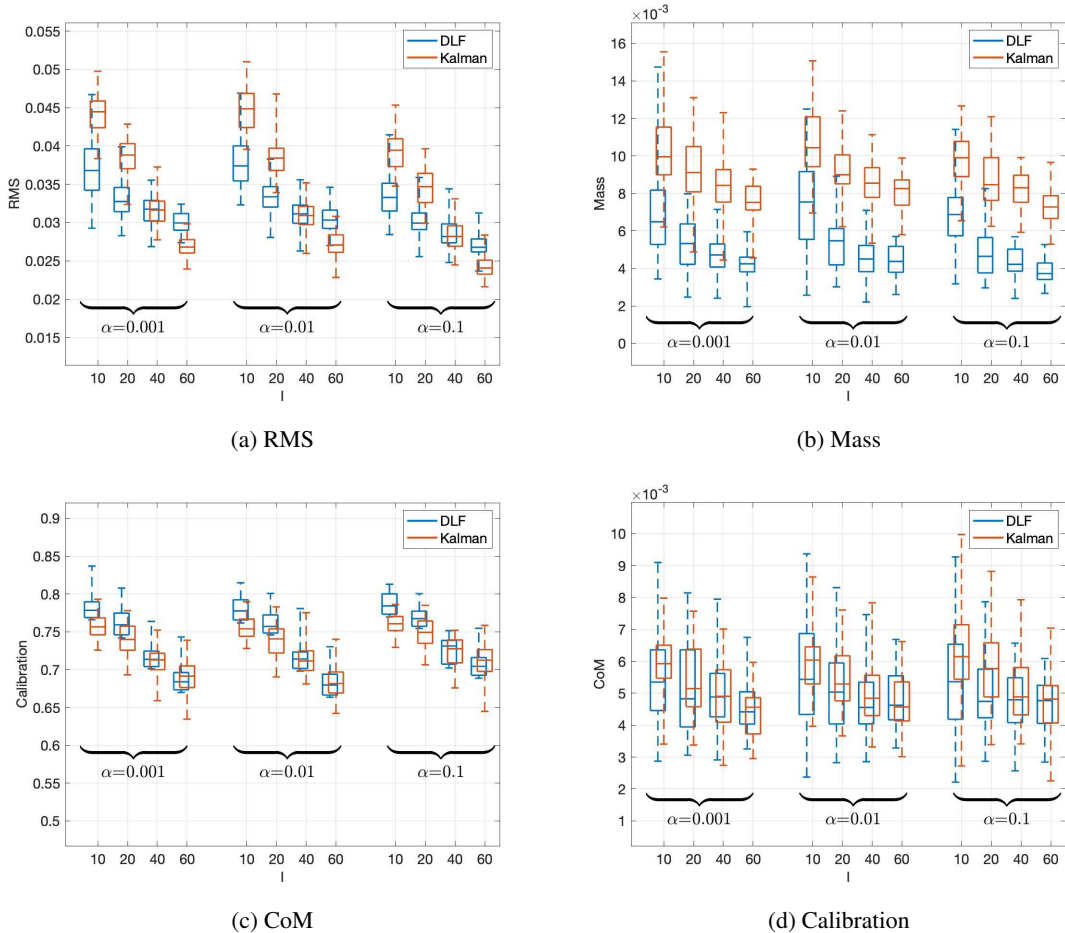 0.055
0.05
0.045
0.04
0.035
0.03
0.025
0.02
0.015
RMS
DLF
Kalman
α=0.001
α=0.01
α=0.1
10 20 40 60 10 20 40 60 10 20 40 60
I
(a) RMS
×10⁻³
16
14
12
10
8
6
4
2
0
Mass
DLF
Kalman
α=0.001
α=0.01
α=0.1
10 20 40 60 10 20 40 60 10 20 40 60
I
(b) Mass
0.9
0.85
0.8
0.75
0.7
0.65
0.6
0.55
0.5
Calibration
DLF
Kalman
α=0.001
α=0.01
α=0.1
10 20 40 60 10 20 40 60 10 20 40 60
I
(c) CoM
×10⁻³
10
9
8
7
6
5
4
3
2
1
CoM
DLF
Kalman
α=0.001
α=0.01
α=0.1
10 20 40 60 10 20 40 60 10 20 40 60
I
(d) Calibration